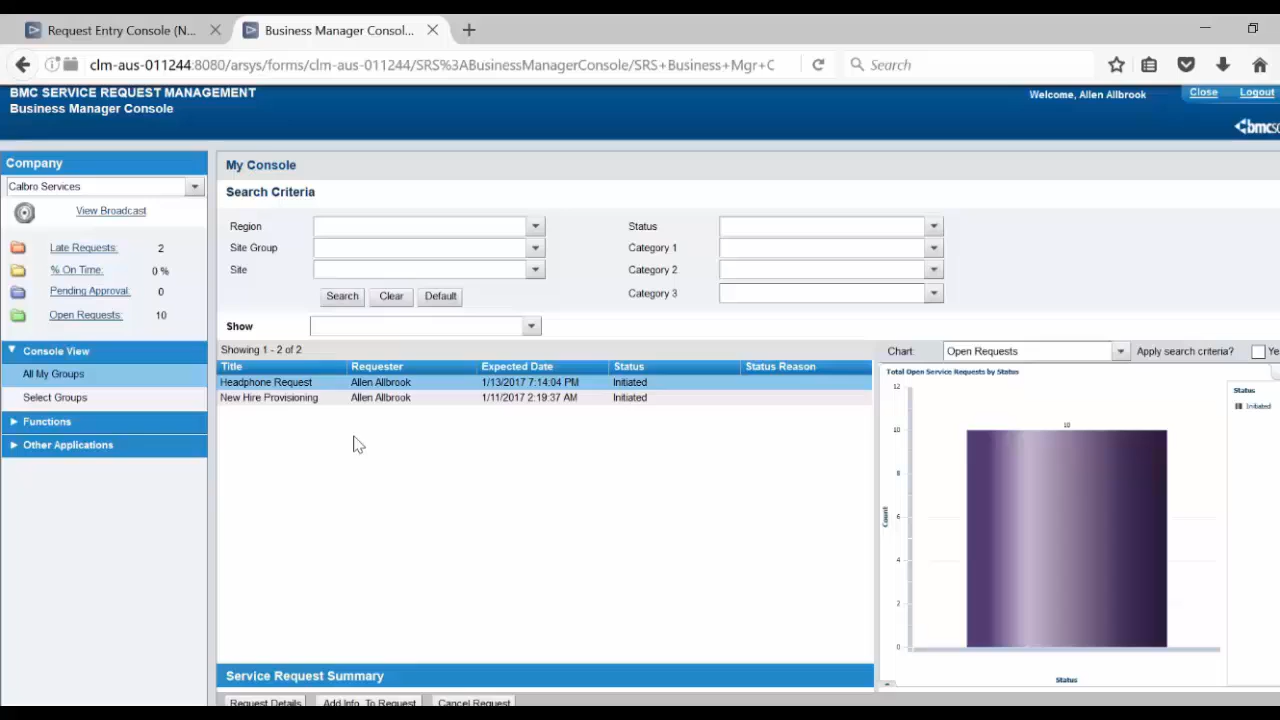 Request Entry Console (N...
Business Manager Consol...
clm-aus-011244:8080/arsys/forms/clm-aus-011244/SRS%3ABusinessManagerConsole/SRS+Business+Mgr+C
Search
BMC SERVICE REQUEST MANAGEMENT
Business Manager Console
Welcome, Allen Allbrook
Close
Logout
bmcso
Company
Calbro Services
View Broadcast
Late Requests: 2
% On Time: 0 %
Pending Approval: 0
Open Requests: 10
Console View
All My Groups
Select Groups
Functions
Other Applications
My Console
Search Criteria
Region
Status
Site Group
Category 1
Site
Category 2
Category 3
Search Clear Default
Show
Showing 1 - 2 of 2
Title Requester Expected Date Status Status Reason
Headphone Request Allen Allbrook 1/13/2017 7:14:04 PM Initiated
New Hire Provisioning Allen Allbrook 1/11/2017 2:19:37 AM Initiated
Service Request Summary
Request Details Add Info. To Request Cancel Request
Chart: Open Requests Apply search criteria? Ye
Total Open Service Requests by Status
12
10
8
6
4
2
0
Count
10
Status
Status
Initiated